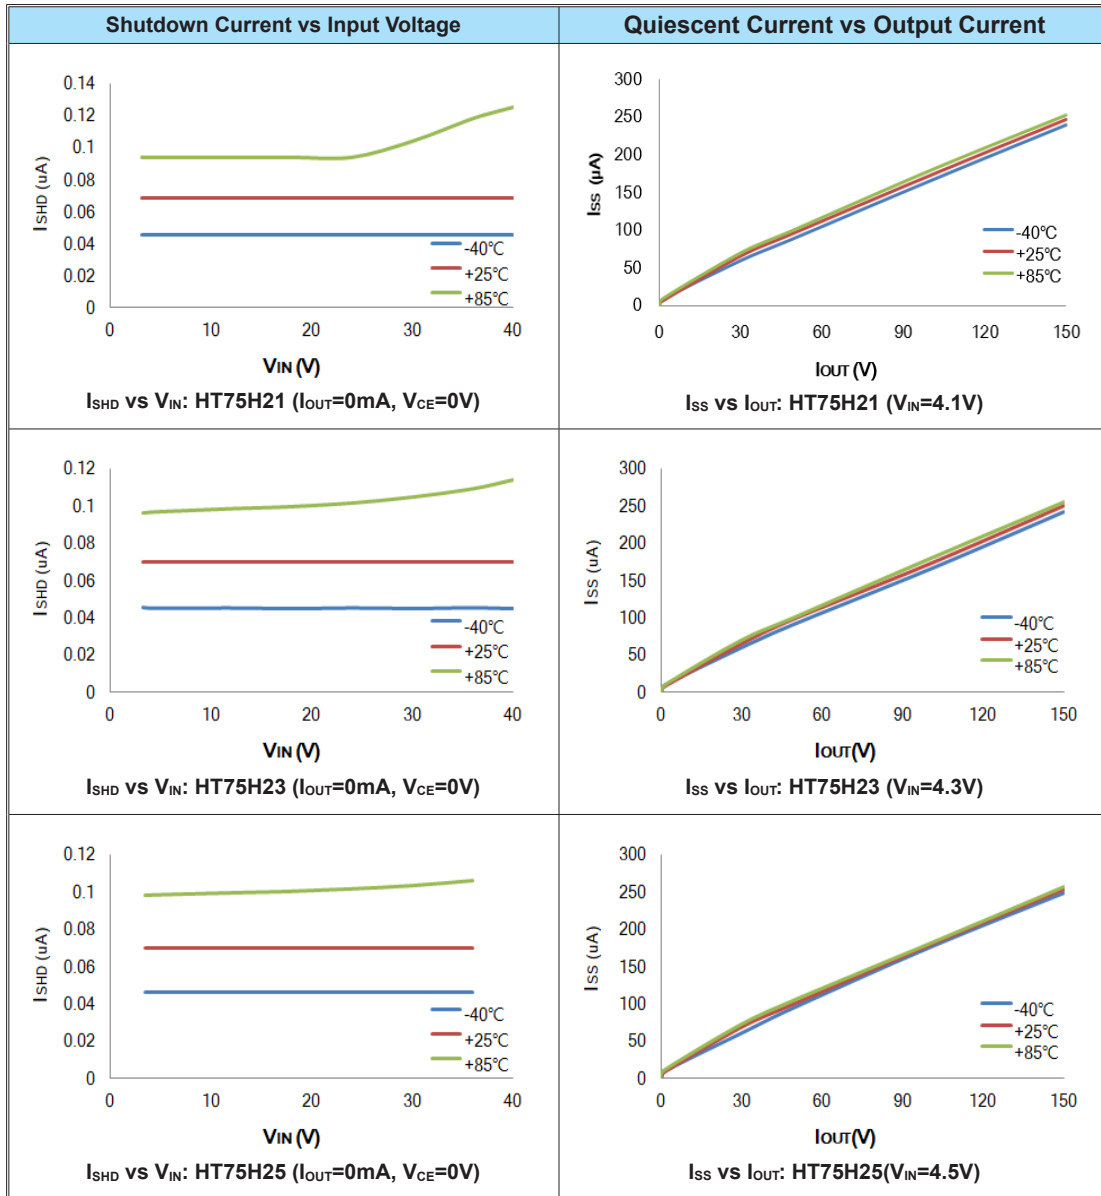 Shutdown Current vs Input Voltage
Quiescent Current vs Output Current
0.14
0.12
0.1
0.08
0.06
0.04
0.02
0
ISHD (uA)
-40℃
+25℃
+85℃
0 10 20 30 40
VIN (V)
ISHD vs VIN: HT75H21 (IOUT=0mA, VCE=0V)
300
250
200
150
100
50
0
ISS (μA)
-40℃
+25℃
+85℃
0 30 60 90 120 150
IOUT (V)
ISS vs IOUT: HT75H21 (VIN=4.1V)
0.12
0.1
0.08
0.06
0.04
0.02
0
ISHD (uA)
-40℃
+25℃
+85℃
0 10 20 30 40
VIN (V)
ISHD vs VIN: HT75H23 (IOUT=0mA, VCE=0V)
300
250
200
150
100
50
0
ISS (uA)
-40℃
+25℃
+85℃
0 30 60 90 120 150
IOUT(V)
ISS vs IOUT: HT75H23 (VIN=4.3V)
0.12
0.1
0.08
0.06
0.04
0.02
0
ISHD (uA)
-40℃
+25℃
+85℃
0 10 20 30 40
VIN (V)
ISHD vs VIN: HT75H25 (IOUT=0mA, VCE=0V)
300
250
200
150
100
50
0
ISS (uA)
-40℃
+25℃
+85℃
0 30 60 90 120 150
IOUT(V)
ISS vs IOUT: HT75H25(VIN=4.5V)